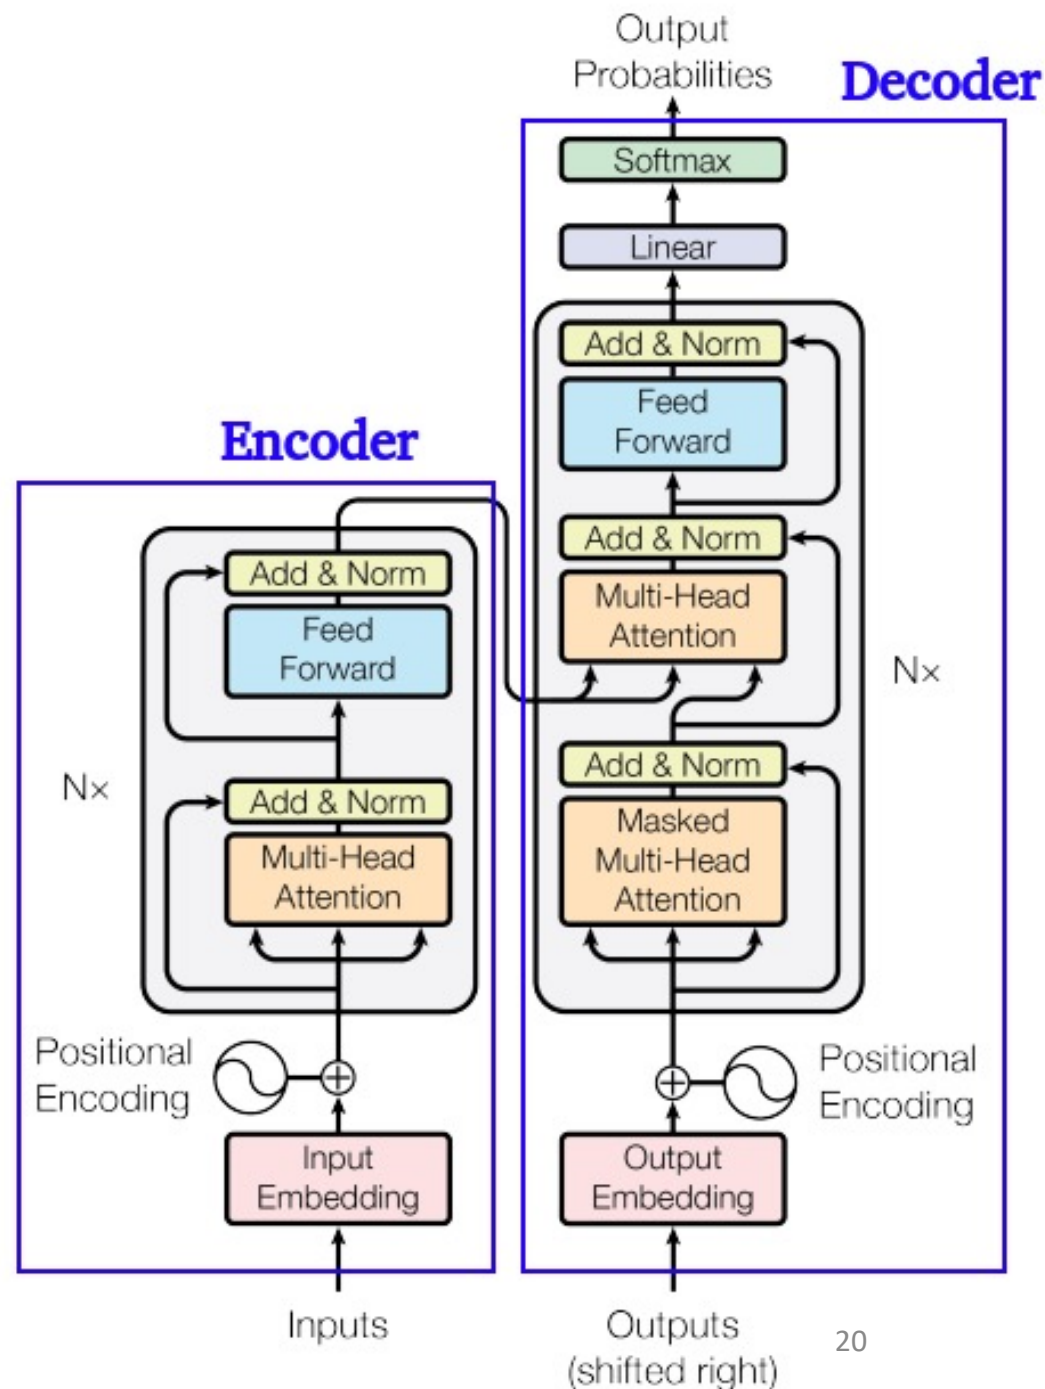 Output
Probabilities
Decoder
Softmax
Linear
Add & Norm
Feed
Forward
Add & Norm
Multi-Head
Attention
Nx
Add & Norm
Masked
Multi-Head
Attention
Positional
Encoding
Output
Embedding
Outputs
(shifted right)
Encoder
Add & Norm
Feed
Forward
Nx
Add & Norm
Multi-Head
Attention
Positional
Encoding
Input
Embedding
Inputs
20